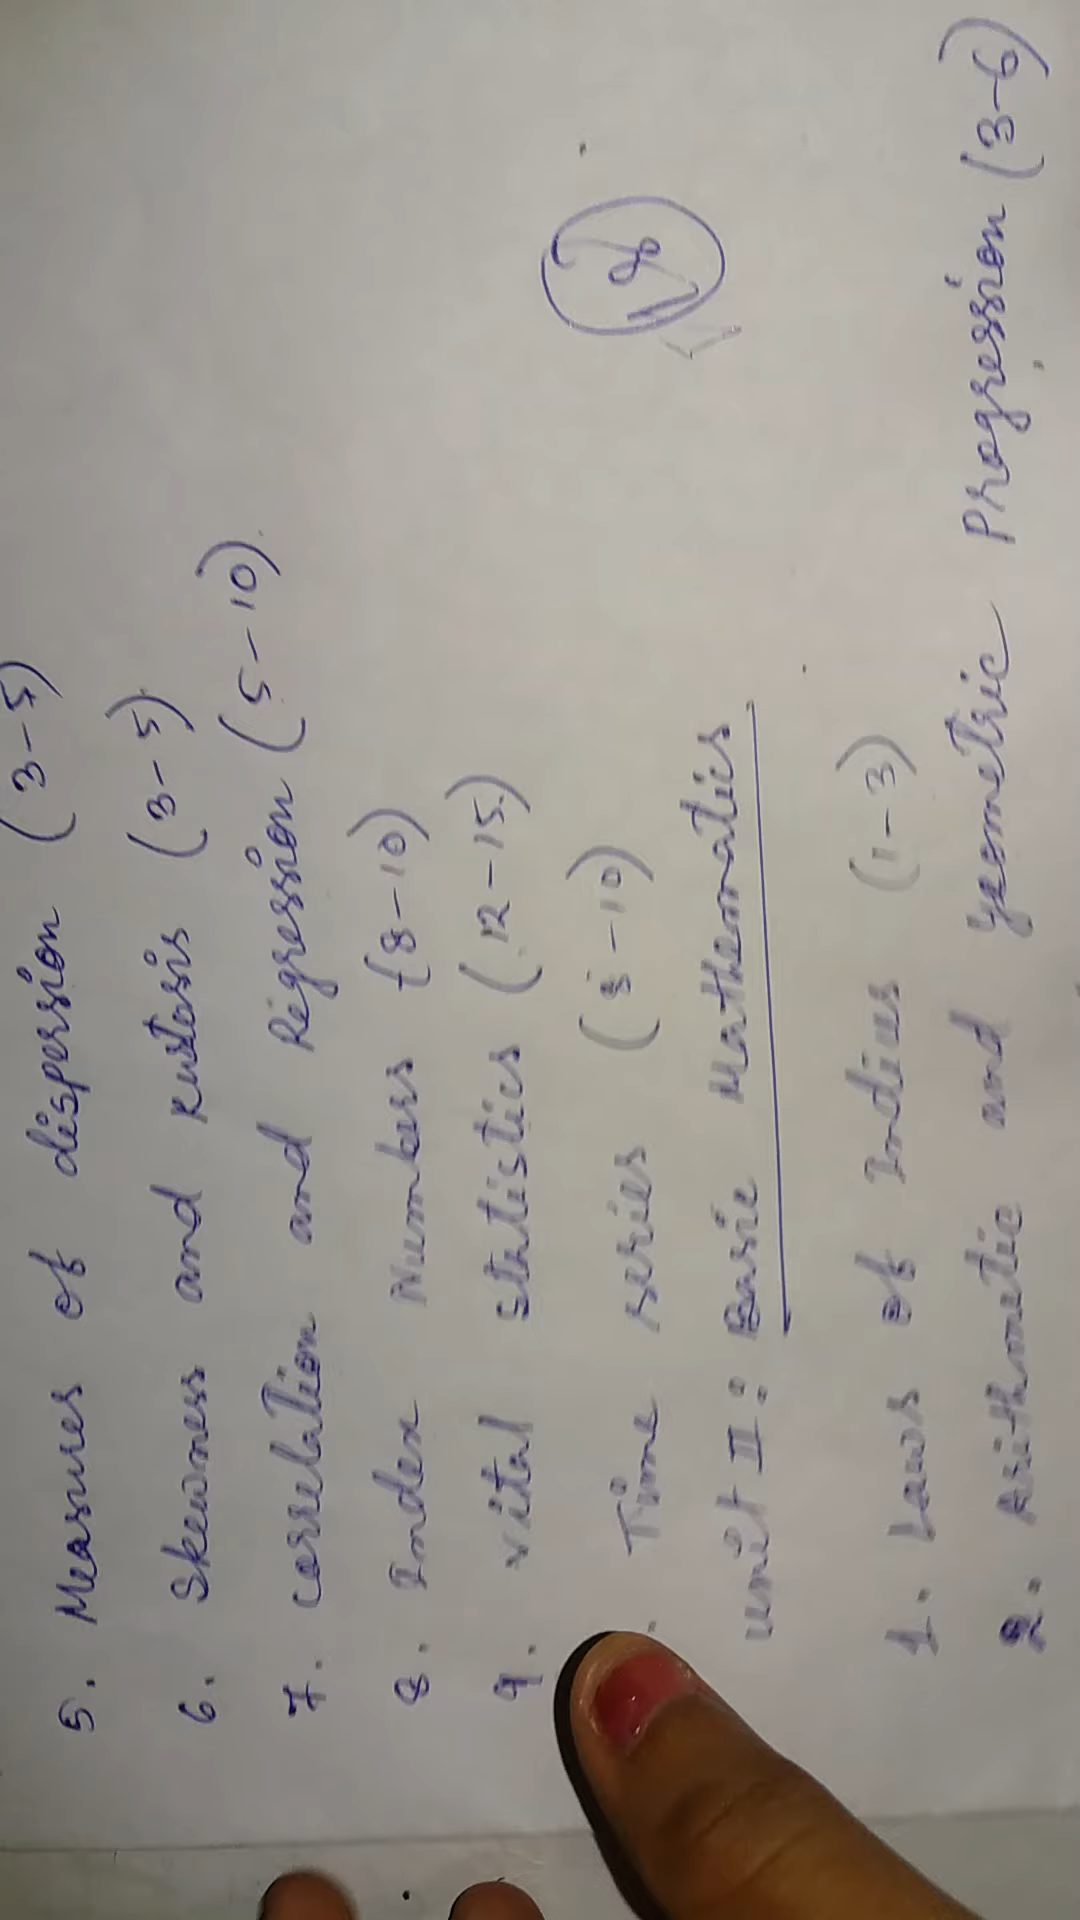 5. Measures of dispersion (3-5)
6. Skewness and Kustosis (3-5)
7. correlation and Regression (5-10)
8. Index Numbers (8-10)
9. vital statistics (12-15)
Time series (8-10)
unit II: Basic Mathematics
1. Laws of Indices (1-3)
2. Arithmetic and geometric Progression (3-6)